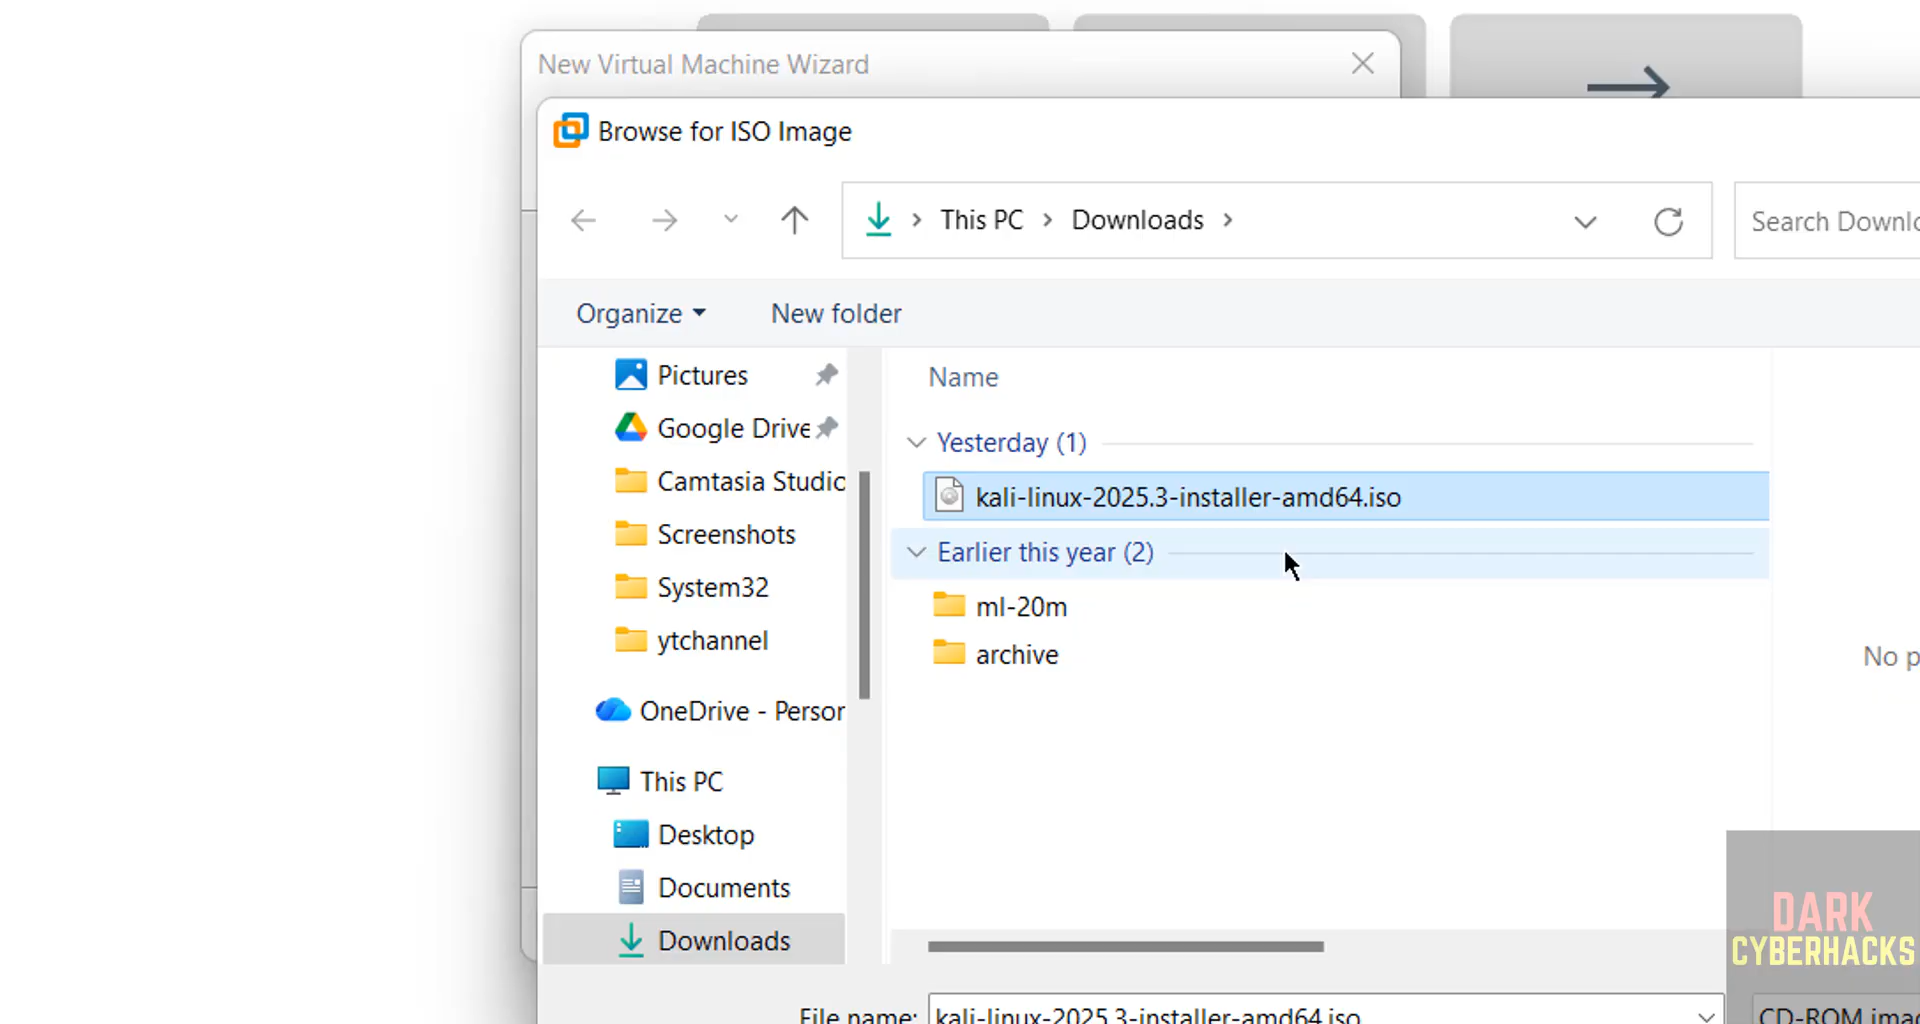 New Virtual Machine Wizard
Browse for ISO Image
This PC
Downloads
Search Downlo
Organize
New folder
Pictures
Google Drive
Camtasia Studio
Screenshots
System32
ytchannel
OneDrive - Person
This PC
Desktop
Documents
Downloads
Name
Yesterday (1)
kali-linux-2025.3-installer-amd64.iso
Earlier this year (2)
ml-20m
archive
No p
File name:
kali-linux-2025.3-installer-amd64.iso
CD-ROM imag
DARK
CYBERHACKS